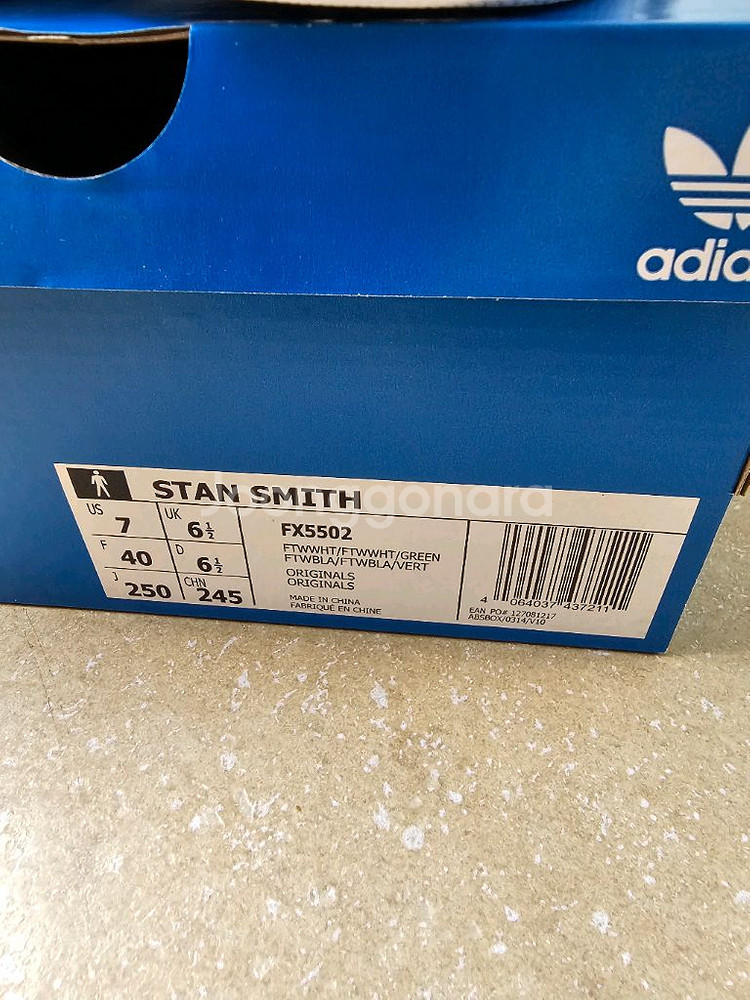 adid
STAN SMITH
Joonggonara
US 7 UK 6½
F 40 D 6½
J 250 CHN 245
FX5502
FTWWHT/FTWWHT/GREEN
FTWBLA/FTWBLA/VERT
ORIGINALS
ORIGINALS
MADE IN CHINA
FABRIQUÉ EN CHINE
4 064037 437211
EAN PO# 127081217
ABSBOX/0314/V10